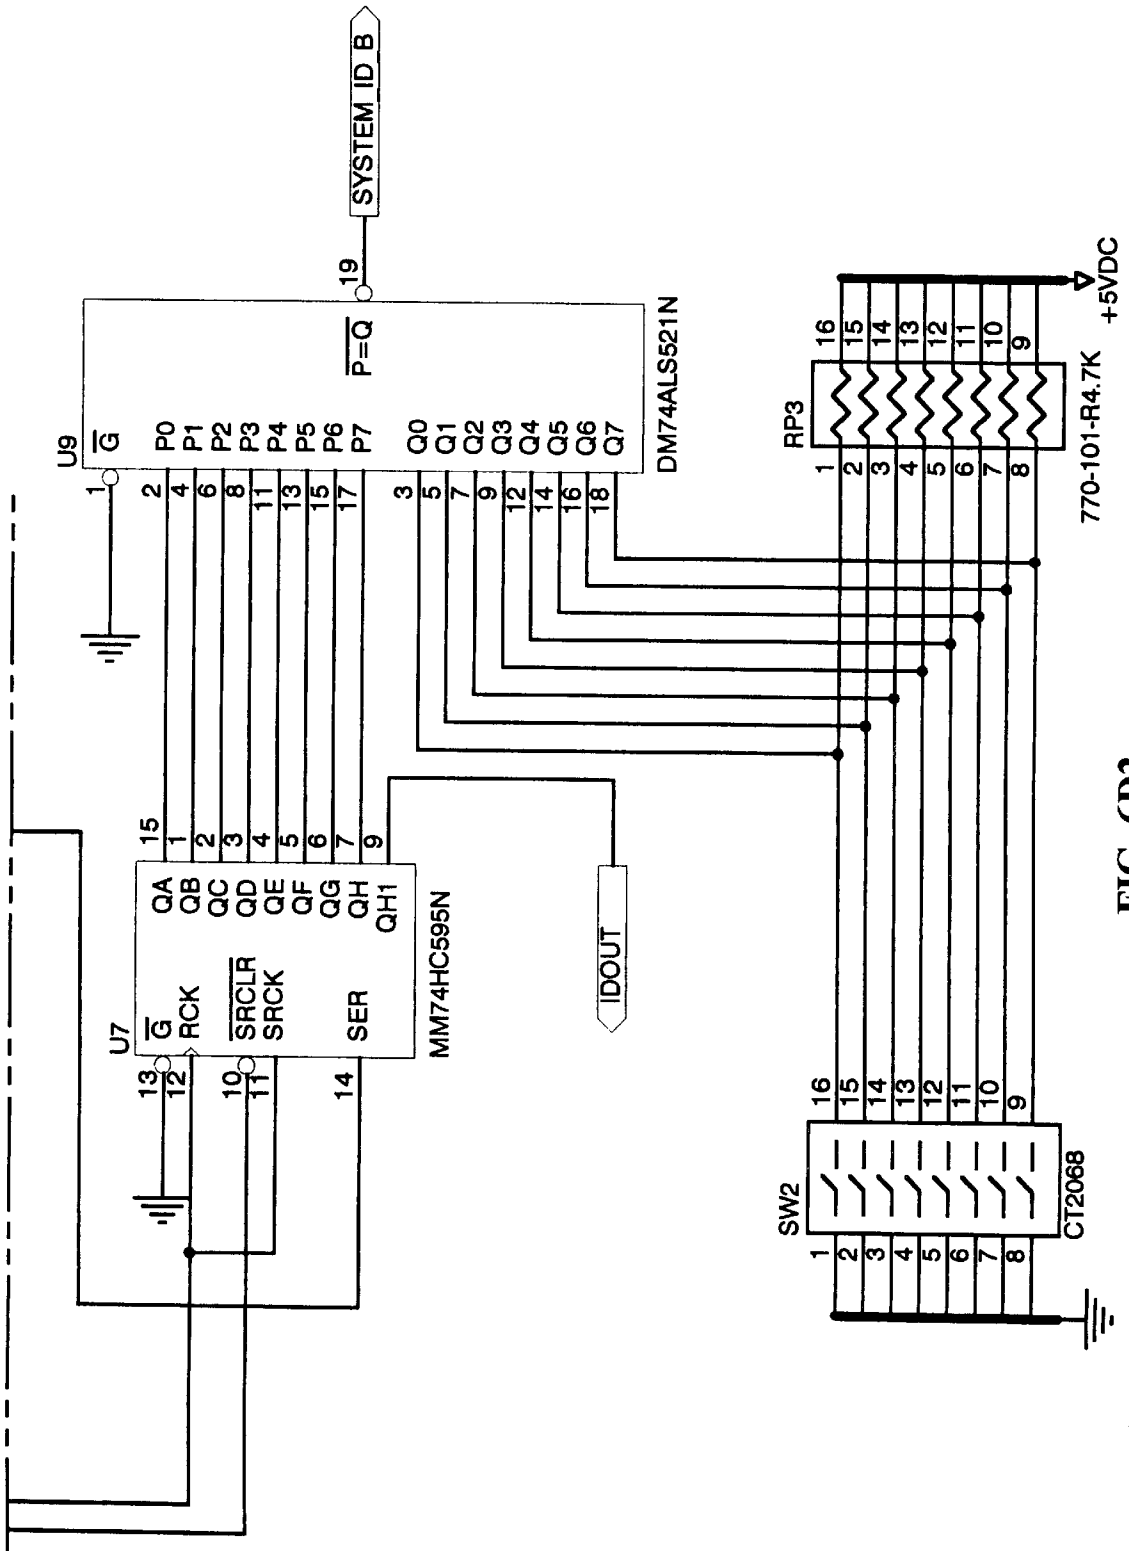 U7
G
RCK
SRCLR
SRCK
SER
QA
QB
QC
QD
QE
QF
QG
QH
QH1
13
12
10
11
14
15
1
2
3
4
5
6
7
9
MM74HC595N
U9
G
P0
P1
P2
P3
P4
P5
P6
P7
Q0
Q1
Q2
Q3
Q4
Q5
Q6
Q7
P=Q
1
2
4
6
8
11
13
15
17
3
5
7
9
12
14
16
18
19
DM74ALS521N
SYSTEM ID B
IDOUT
SW2
1
2
3
4
5
6
7
8
16
15
14
13
12
11
10
9
CT2068
RP3
1
2
3
4
5
6
7
8
16
15
14
13
12
11
10
9
770-101-R4.7K
+5VDC